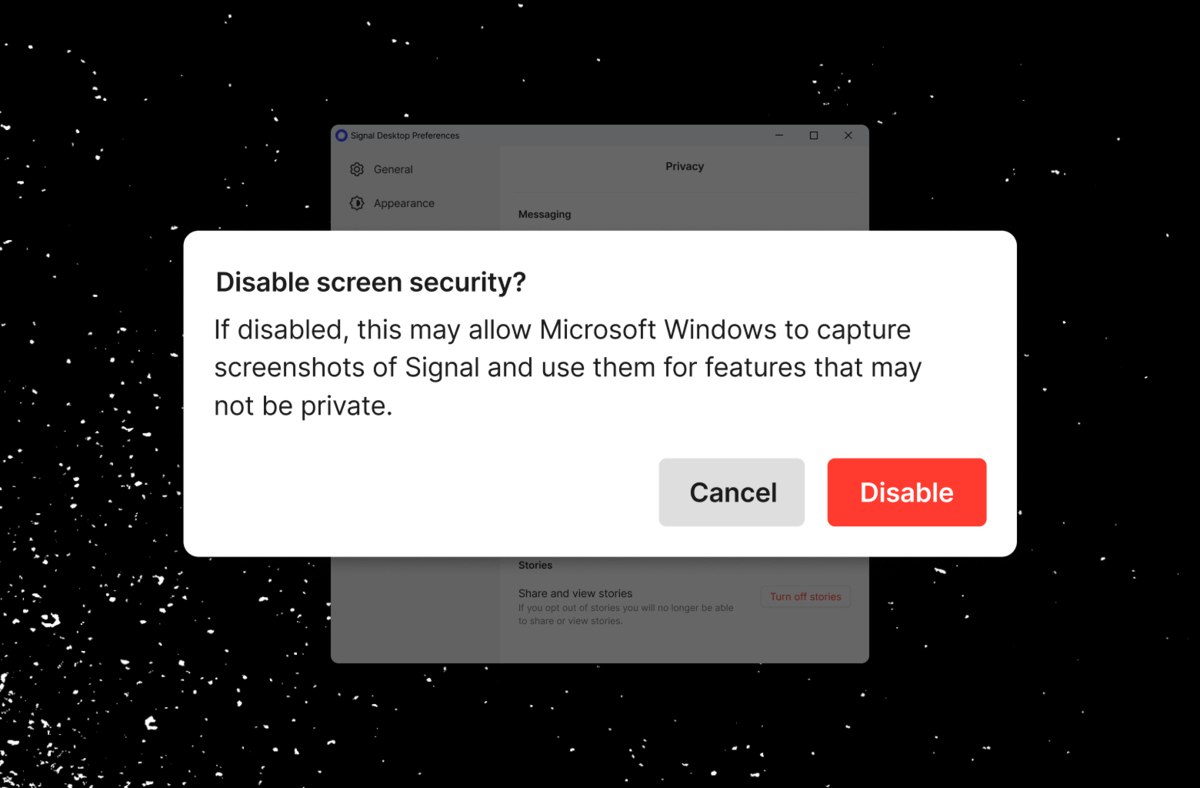 Signal Desktop Preferences
General
Privacy
Appearance
Messaging
Disable screen security?
If disabled, this may allow Microsoft Windows to capture
screenshots of Signal and use them for features that may
not be private.
Cancel
Disable
Stories
Share and view stories
Turn off stories
If you opt out of stories you will no longer be able
to share or view stories.